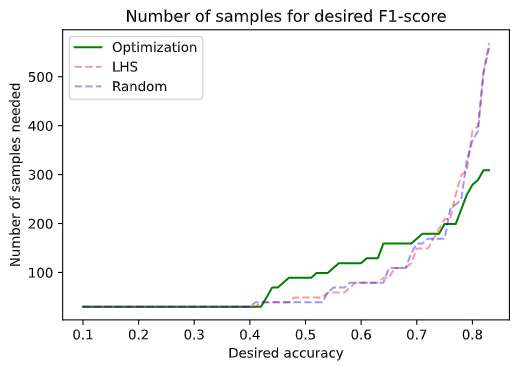 Number of samples for desired F1-score
Optimization
LHS
Random
Number of samples needed
500
400
300
200
100
0.1 0.2 0.3 0.4 0.5 0.6 0.7 0.8
Desired accuracy